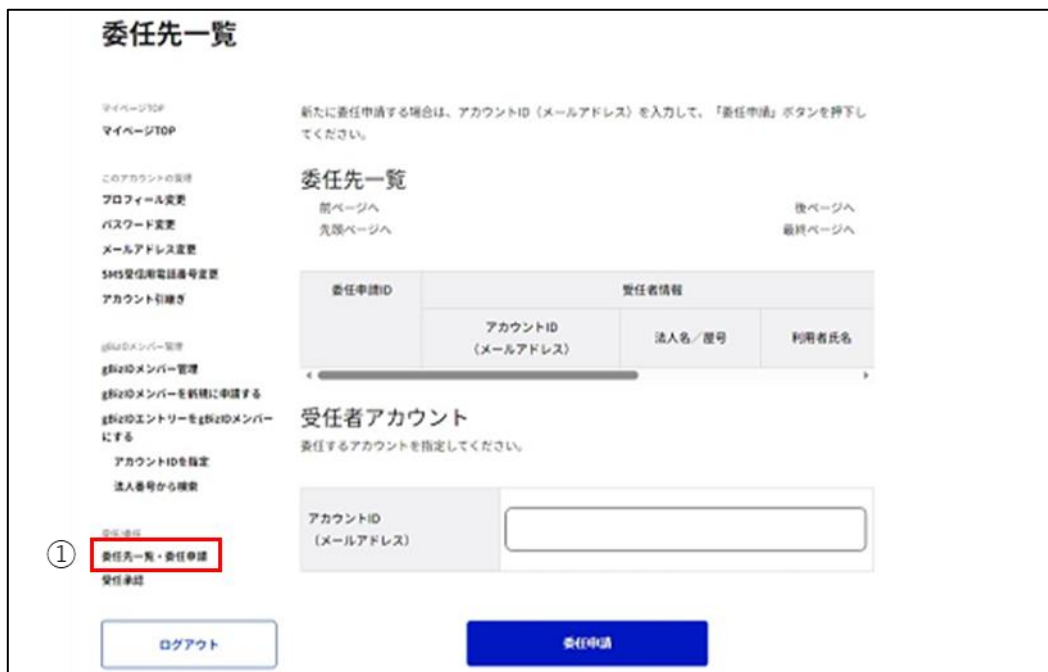 委任先一覧
マイページTOP
マイページTOP
このアカウントの管理
プロフィール変更
パスワード変更
メールアドレス変更
SMS受信用電話番号変更
アカウント引継ぎ
gBizIDメンバー管理
gBizIDメンバー管理
gBizIDメンバーを新規に申請する
gBizIDエントリーをgBizIDメンバー
にする
アカウントIDを指定
法人番号から検索
受任/委任
①
委任先一覧・委任申請
受任承認
ログアウト
新たに委任申請する場合は、アカウントID（メールアドレス）を入力して、「委任申請」ボタンを押下し
てください。
委任先一覧
前ページへ
後ページへ
先頭ページへ
最終ページへ
委任申請ID
受任者情報
アカウントID
（メールアドレス）
法人名／屋号
利用者氏名
受任者アカウント
委任するアカウントを指定してください。
アカウントID
（メールアドレス）
委任申請